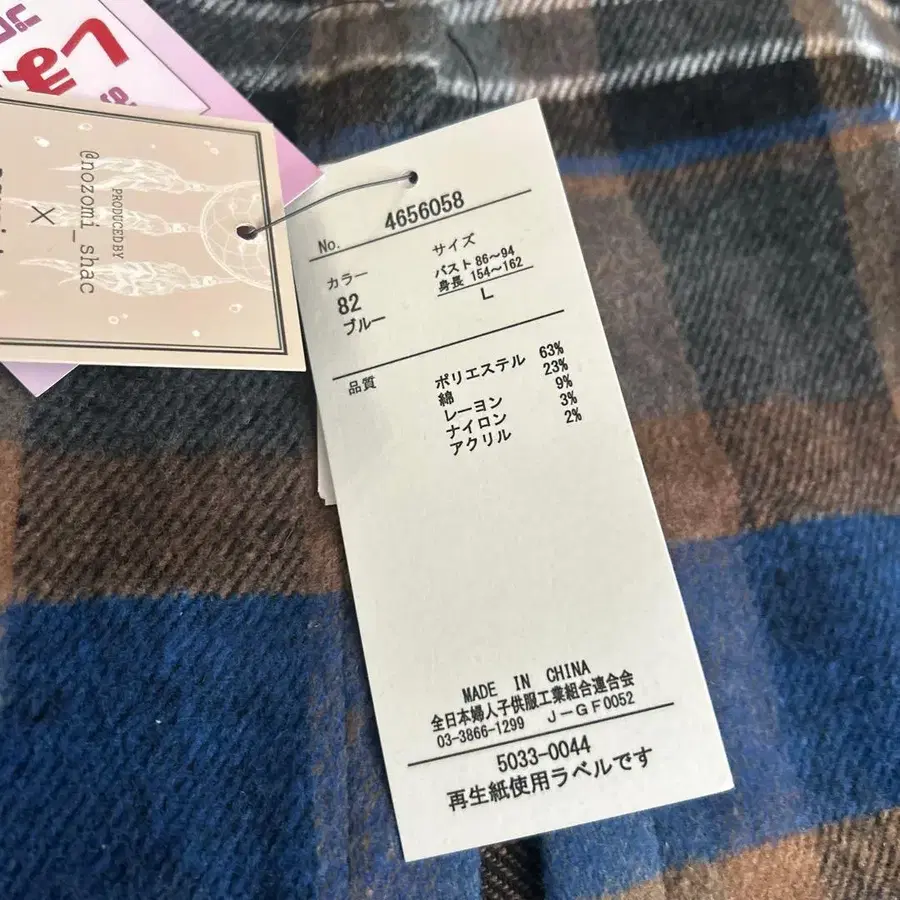 しま
PRODUCED BY
@nozomi_shac
×
No. 4656058
カラー
82
ブルー
サイズ
バスト 86～94
身長 154～162
L
品質
ポリエステル 63%
綿 23%
レーヨン 9%
ナイロン 3%
アクリル 2%
MADE IN CHINA
全日本婦人子供服工業組合連合会
03-3866-1299 J-GF0052
5033-0044
再生紙使用ラベルです